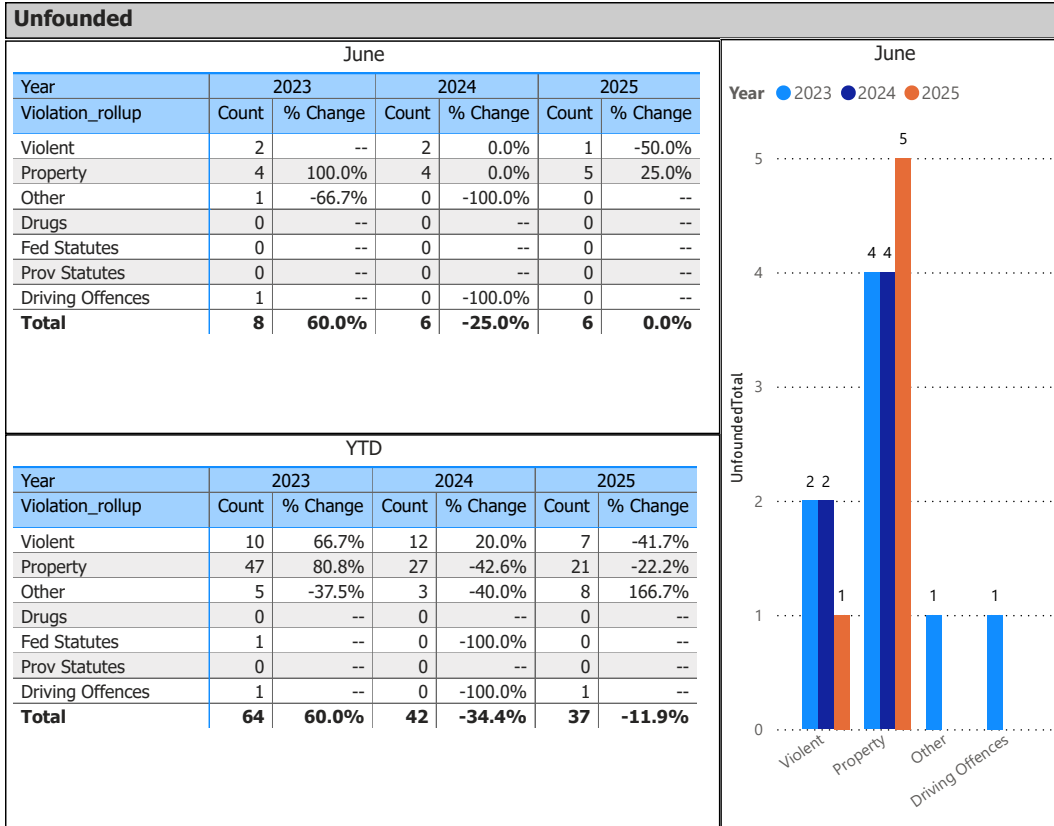 Unfounded
June
Year 2023 2024 2025
Violation_rollup Count % Change Count % Change Count % Change
Violent 2 -- 2 0.0% 1 -50.0%
Property 4 100.0% 4 0.0% 5 25.0%
Other 1 -66.7% 0 -100.0% 0 --
Drugs 0 -- 0 -- 0 --
Fed Statutes 0 -- 0 -- 0 --
Prov Statutes 0 -- 0 -- 0 --
Driving Offences 1 -- 0 -100.0% 0 --
Total 8 60.0% 6 -25.0% 6 0.0%
YTD
Year 2023 2024 2025
Violation_rollup Count % Change Count % Change Count % Change
Violent 10 66.7% 12 20.0% 7 -41.7%
Property 47 80.8% 27 -42.6% 21 -22.2%
Other 5 -37.5% 3 -40.0% 8 166.7%
Drugs 0 -- 0 -- 0 --
Fed Statutes 1 -- 0 -100.0% 0 --
Prov Statutes 0 -- 0 -- 0 --
Driving Offences 1 -- 0 -100.0% 1 --
Total 64 60.0% 42 -34.4% 37 -11.9%
June
Year 2023 2024 2025
5
5
4 4
4
UnfoundedTotal
3
2 2
2
1 1 1
1
0
Violent Property Other Driving Offences